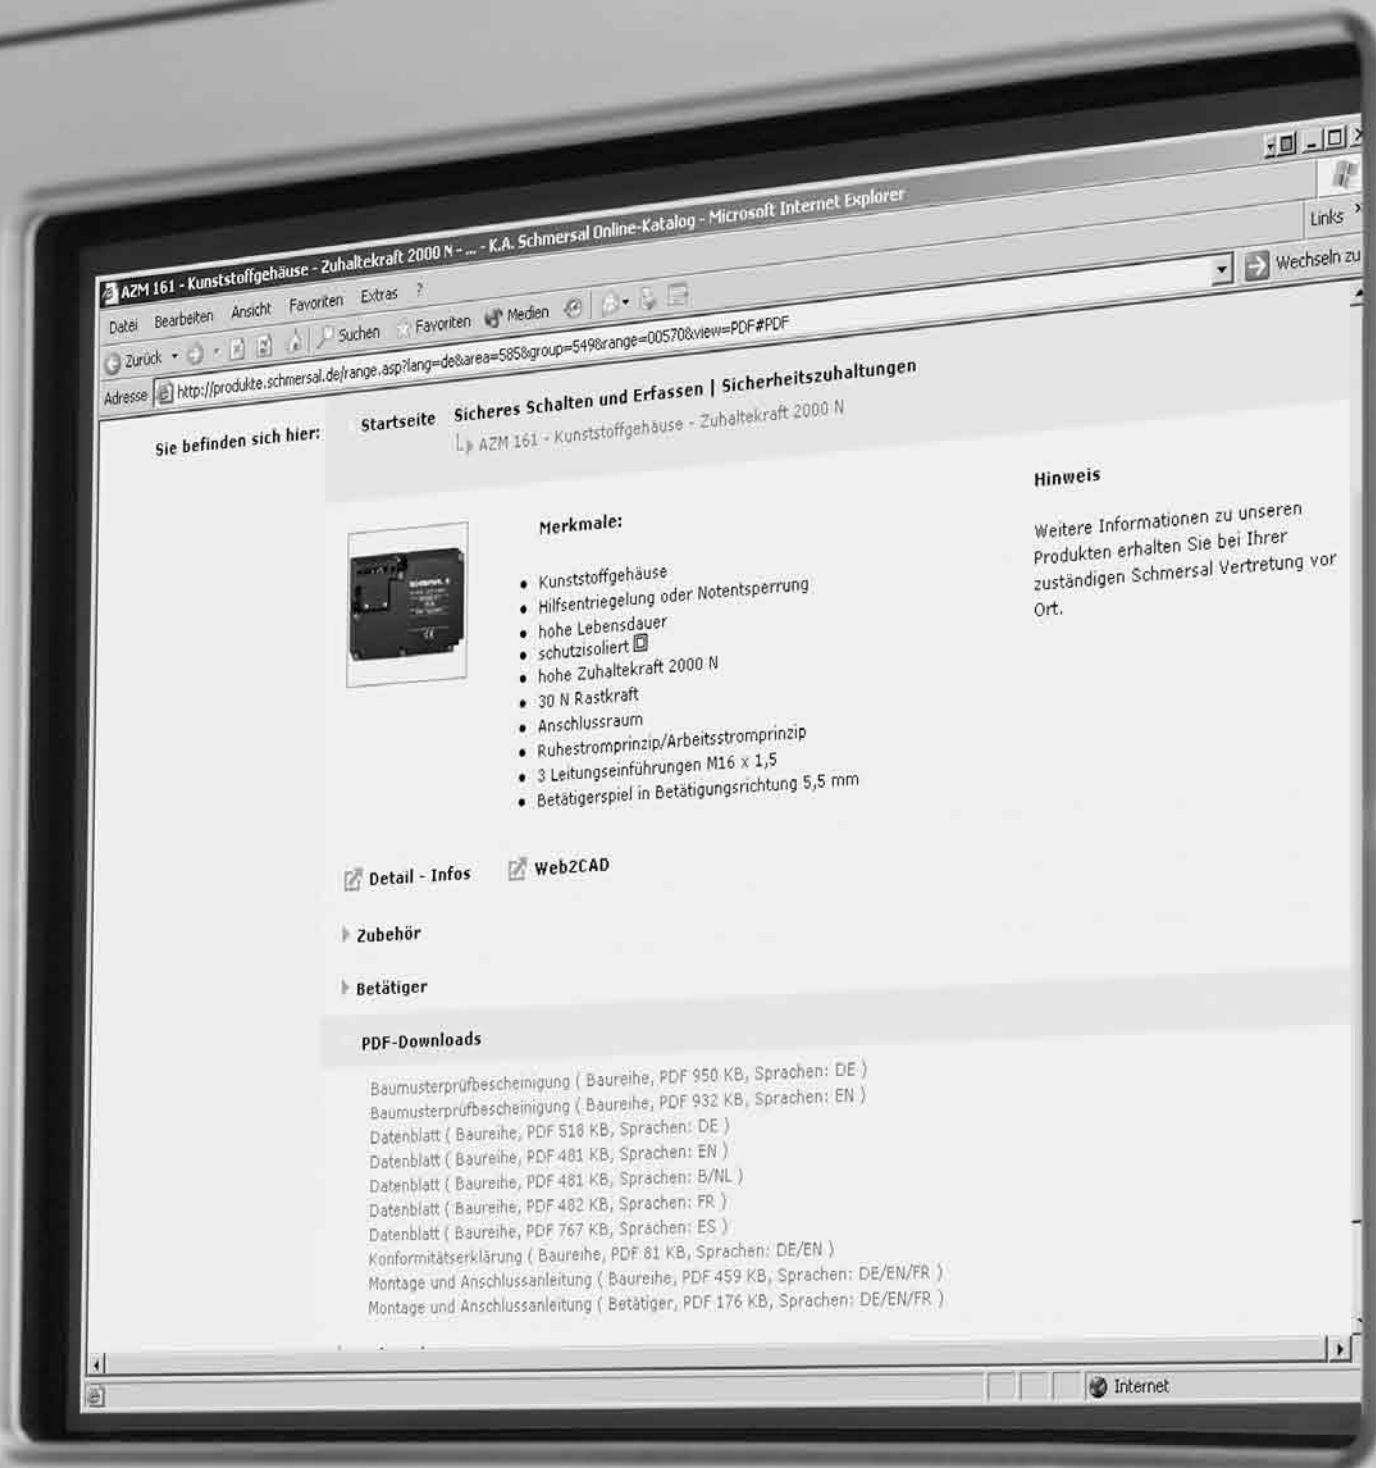 AZM 161 - Kunststoffgehäuse - Zuhaltekraft 2000 N - ... - K.A. Schmersal Online-Katalog - Microsoft Internet Explorer
Datei Bearbeiten Ansicht Favoriten Extras ?
Links
Zurück Suchen Favoriten Medien
Adresse http://produkte.schmersal.de/range.asp?lang=de&area=585&group=549&range=00570&view=PDF#PDF
Wechseln zu
Sie befinden sich hier:
Startseite Sicheres Schalten und Erfassen | Sicherheitszuhaltungen
AZM 161 - Kunststoffgehäuse - Zuhaltekraft 2000 N
Merkmale:
• Kunststoffgehäuse
• Hilfsentriegelung oder Notentsperrung
• hohe Lebensdauer
• schutzisoliert
• hohe Zuhaltekraft 2000 N
• 30 N Rastkraft
• Anschlussraum
• Ruhestromprinzip/Arbeitsstromprinzip
• 3 Leitungseinführungen M16 x 1,5
• Betätigerspiel in Betätigungsrichtung 5,5 mm
Hinweis
Weitere Informationen zu unseren
Produkten erhalten Sie bei Ihrer
zuständigen Schmersal Vertretung vor
Ort.
Detail - Infos Web2CAD
Zubehör
Betätiger
PDF-Downloads
Baumusterprüfbescheinigung ( Baureihe, PDF 950 KB, Sprachen: DE )
Baumusterprüfbescheinigung ( Baureihe, PDF 932 KB, Sprachen: EN )
Datenblatt ( Baureihe, PDF 518 KB, Sprachen: DE )
Datenblatt ( Baureihe, PDF 481 KB, Sprachen: EN )
Datenblatt ( Baureihe, PDF 481 KB, Sprachen: B/NL )
Datenblatt ( Baureihe, PDF 482 KB, Sprachen: FR )
Datenblatt ( Baureihe, PDF 767 KB, Sprachen: ES )
Konformitätserklärung ( Baureihe, PDF 81 KB, Sprachen: DE/EN )
Montage und Anschlussanleitung ( Baureihe, PDF 459 KB, Sprachen: DE/EN/FR )
Montage und Anschlussanleitung ( Betätiger, PDF 176 KB, Sprachen: DE/EN/FR )
Internet